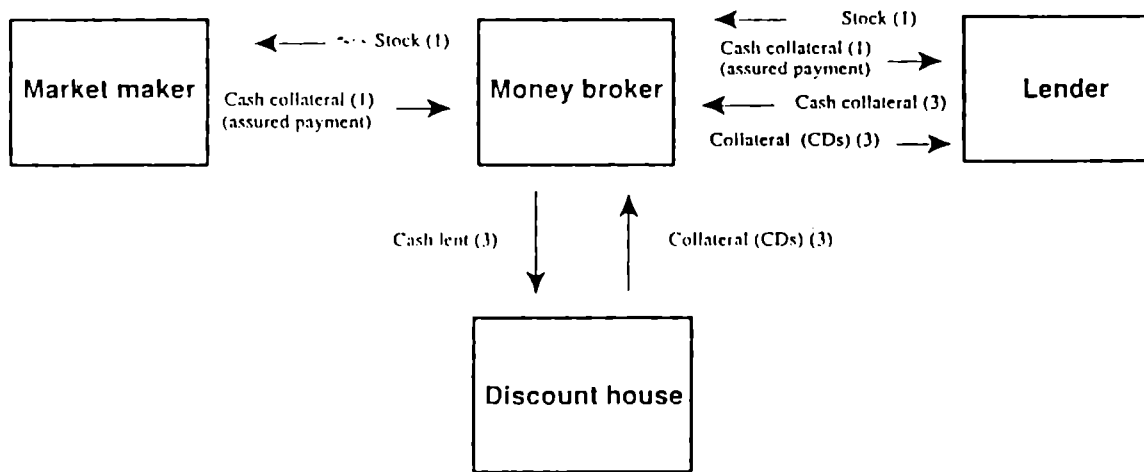 Stock (1)
Cash collateral (1)
(assured payment)
Market maker
Money broker
Stock (1)
Cash collateral (1)
(assured payment)
Cash collateral (3)
Collateral (CDs) (3)
Lender
Cash lent (3)
Collateral (CDs) (3)
Discount house